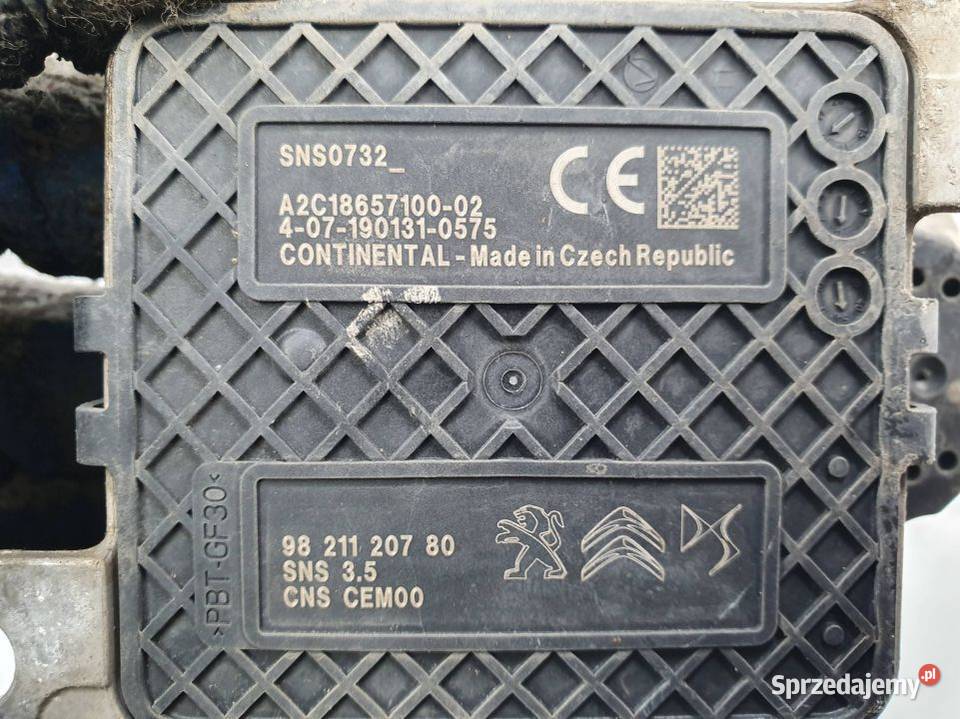 SNS0732_
CE
A2C18657100-02
4-07-190131-0575
CONTINENTAL - Made in Czech Republic
>PBT-GF30<
98 211 207 80
SNS 3.5
CNS CEM00
DS
Sprzedajemy.pl